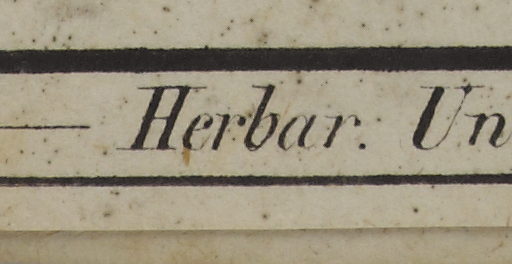 — Herbar. Un